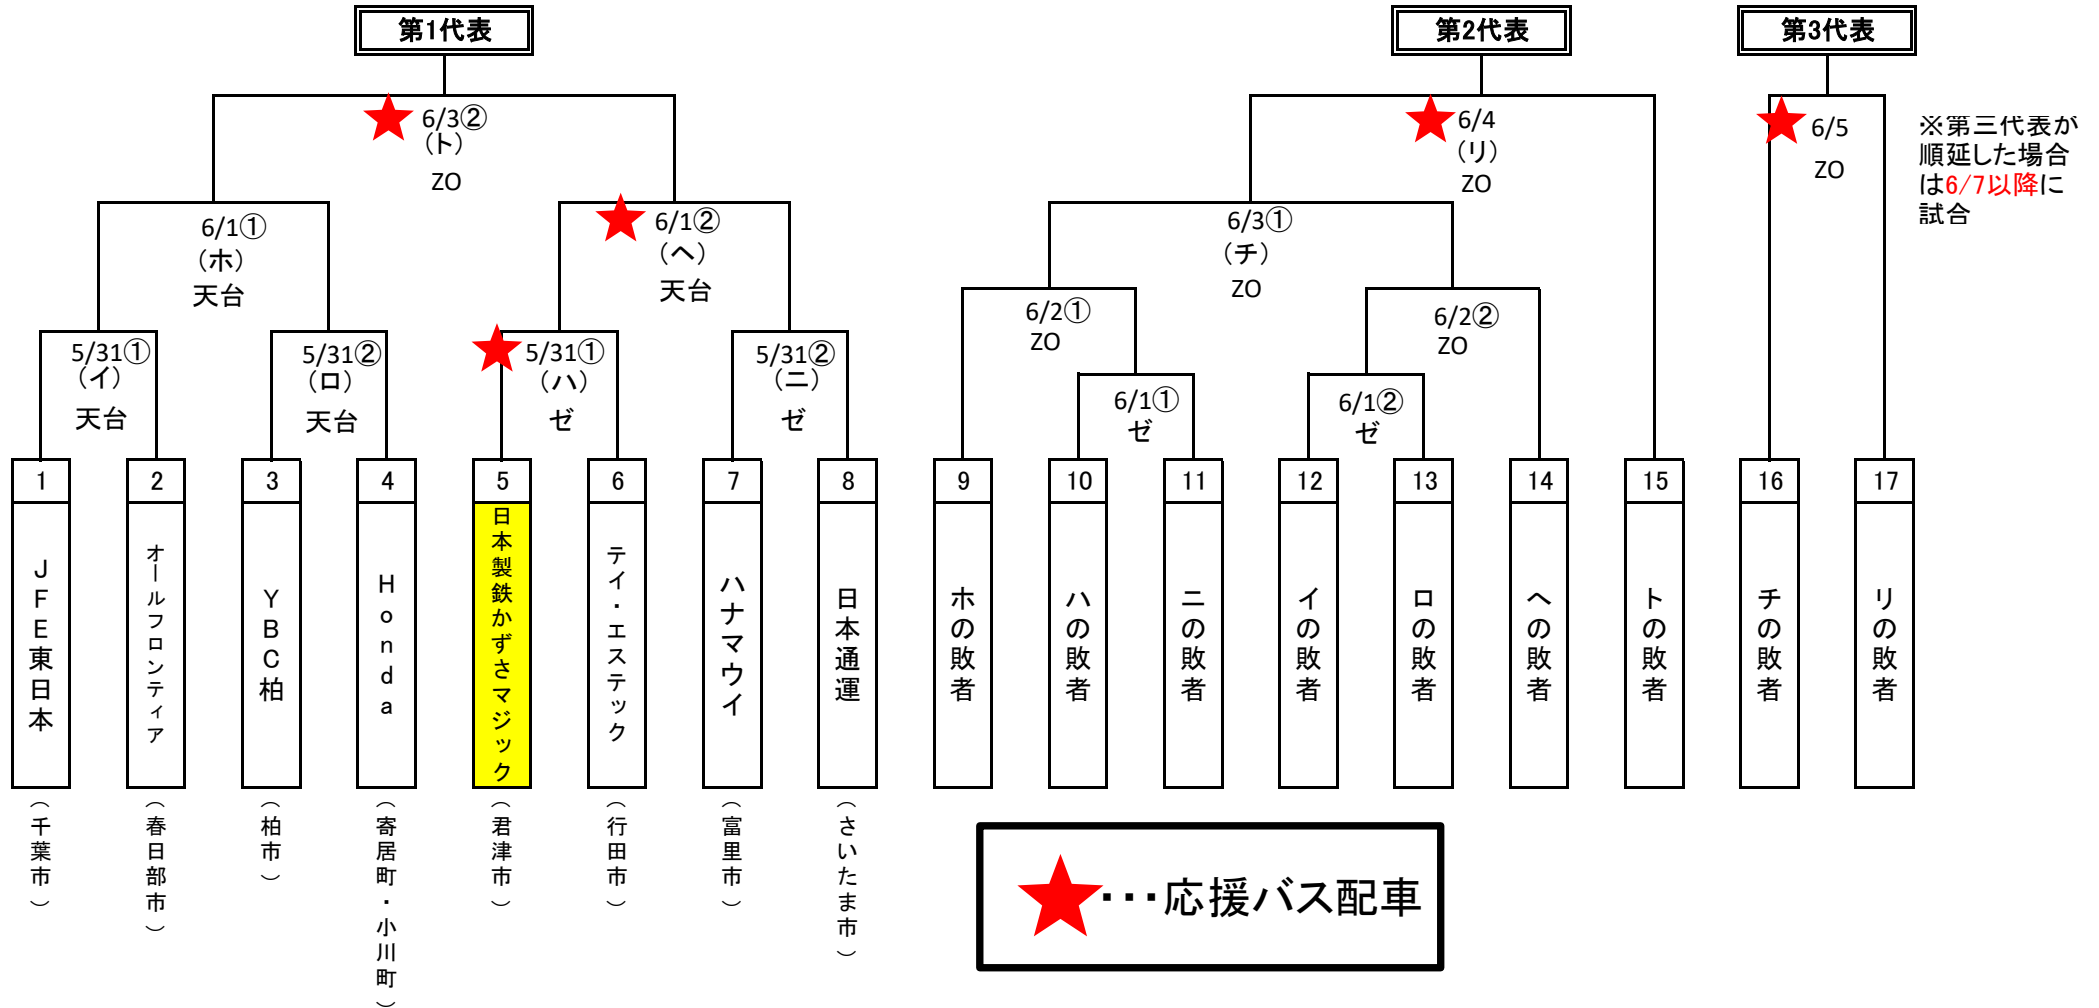 第1代表
第2代表
第3代表
6/3②
(ト)
ZO
6/4
(リ)
ZO
6/5
ZO
※第三代表が
順延した場合
は6/7以降に
試合
6/1①
(ホ)
天台
6/1②
(ヘ)
天台
6/3①
(チ)
ZO
6/2①
ZO
6/2②
ZO
5/31①
(イ)
天台
5/31②
(ロ)
天台
5/31①
(ハ)
ゼ
5/31②
(ニ)
ゼ
6/1①
ゼ
6/1②
ゼ
1
2
3
4
5
6
7
8
9
10
11
12
13
14
15
16
17
JFE東日本
オールフロンティア
YBC柏
Honda
日本製鉄かずさマジック
テイ・エステック
ハナマウイ
日本通運
ホの敗者
ハの敗者
ニの敗者
イの敗者
ロの敗者
ヘの敗者
トの敗者
チの敗者
リの敗者
(千葉市)
(春日部市)
(柏市)
(寄居町・小川町)
(君津市)
(行田市)
(富里市)
(さいたま市)
★・・・応援バス配車